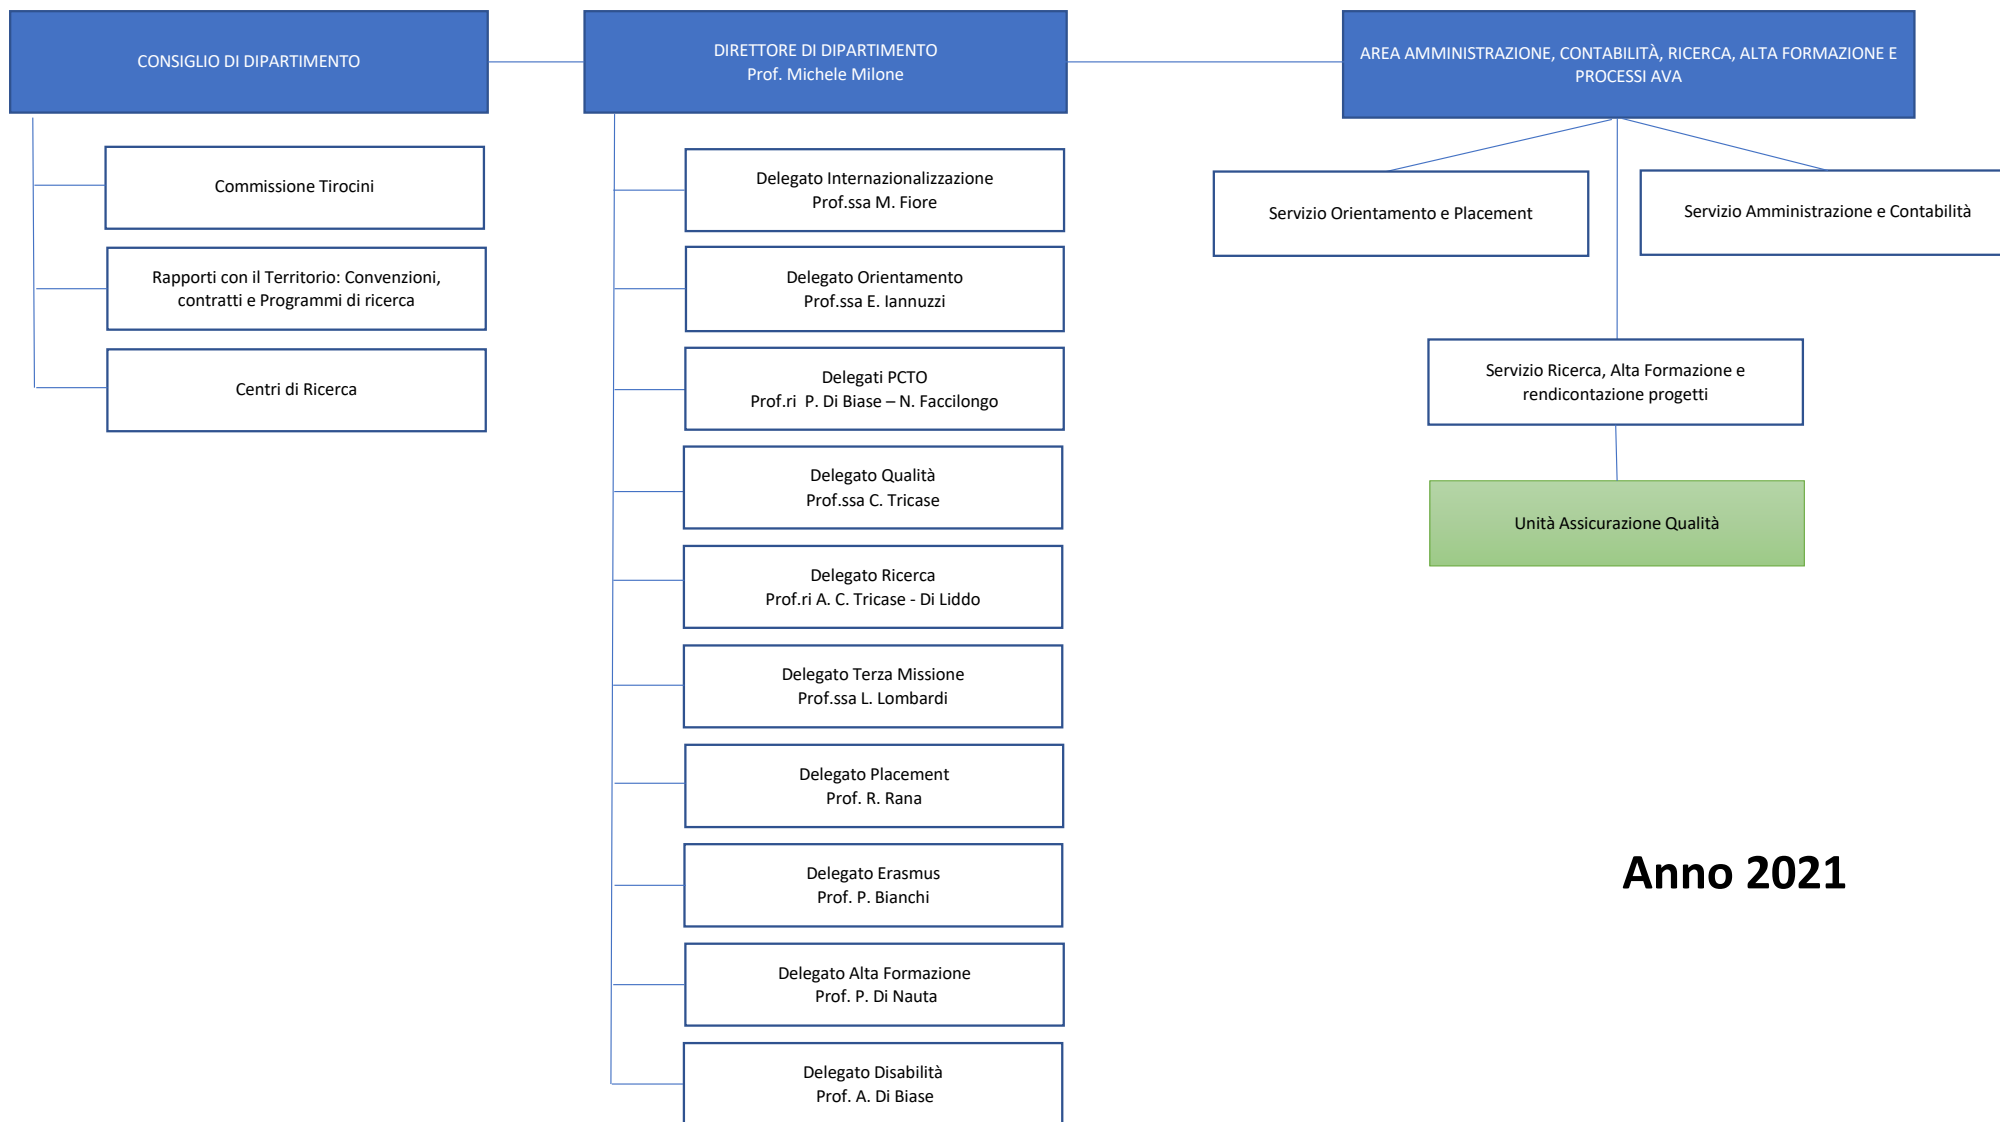 CONSIGLIO DI DIPARTIMENTO
Commissione Tirocini
Rapporti con il Territorio: Convenzioni,
contratti e Programmi di ricerca
Centri di Ricerca
DIRETTORE DI DIPARTIMENTO
Prof. Michele Milone
Delegato Internazionalizzazione
Prof.ssa M. Fiore
Delegato Orientamento
Prof.ssa E. Iannuzzi
Delegati PCTO
Prof.ri  P. Di Biase – N. Faccilongo
Delegato Qualità
Prof.ssa C. Tricase
Delegato Ricerca
Prof.ri A. C. Tricase - Di Liddo
Delegato Terza Missione
Prof.ssa L. Lombardi
Delegato Placement
Prof. R. Rana
Delegato Erasmus
Prof. P. Bianchi
Delegato Alta Formazione
Prof. P. Di Nauta
Delegato Disabilità
Prof. A. Di Biase
AREA AMMINISTRAZIONE, CONTABILITÀ, RICERCA, ALTA FORMAZIONE E
PROCESSI AVA
Servizio Orientamento e Placement
Servizio Amministrazione e Contabilità
Servizio Ricerca, Alta Formazione e
rendicontazione progetti
Unità Assicurazione Qualità
Anno 2021